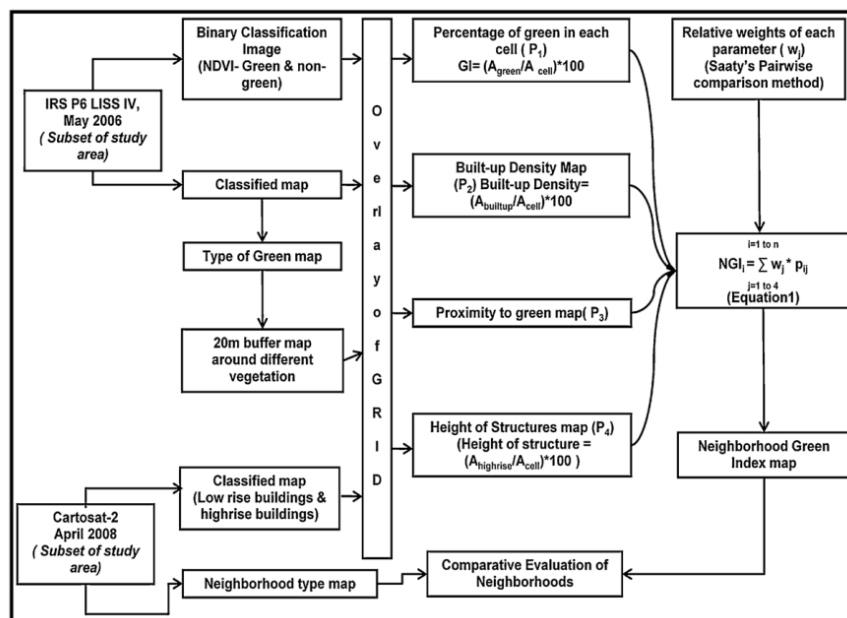 Binary Classification
Image
(NDVI- Green & non-
green)
Percentage of green in each
cell ( P1)
GI= (Agreen/A cell)*100
Relative weights of each
parameter ( wj)
(Saaty's Pairwise
comparison method)
IRS P6 LISS IV,
May 2006
( Subset of study
area)
Classified map
Type of Green map
20m buffer map
around different
vegetation
O
v
e
rl
a
y
o
f
G
R
I
D
Built-up Density Map
(P2) Built-up Density=
(Abuiltup/Acell)*100
Proximity to green map( P3)
Height of Structures map (P4)
(Height of structure =
(Ahighrise/Acell)*100 )
i=1 to n
NGIi = ∑ wj* pij
j=1 to 4
(Equation1)
Neighborhood Green
Index map
Classified map
(Low rise buildings &
highrise buildings)
Cartosat-2
April 2008
( Subset of study
area)
Neighborhood type map
Comparative Evaluation of
Neighborhoods